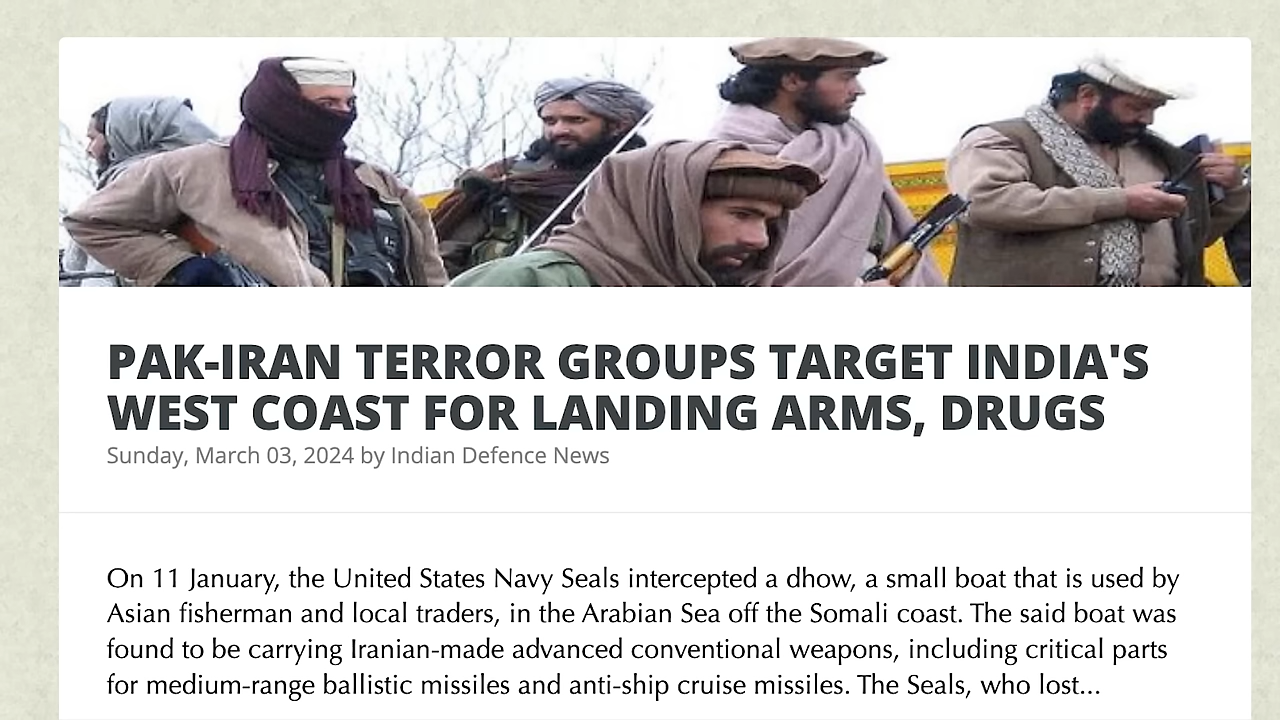 PAK-IRAN TERROR GROUPS TARGET INDIA'S
WEST COAST FOR LANDING ARMS, DRUGS
Sunday, March 03, 2024 by Indian Defence News
On 11 January, the United States Navy Seals intercepted a dhow, a small boat that is used by
Asian fisherman and local traders, in the Arabian Sea off the Somali coast. The said boat was
found to be carrying Iranian-made advanced conventional weapons, including critical parts
for medium-range ballistic missiles and anti-ship cruise missiles. The Seals, who lost...